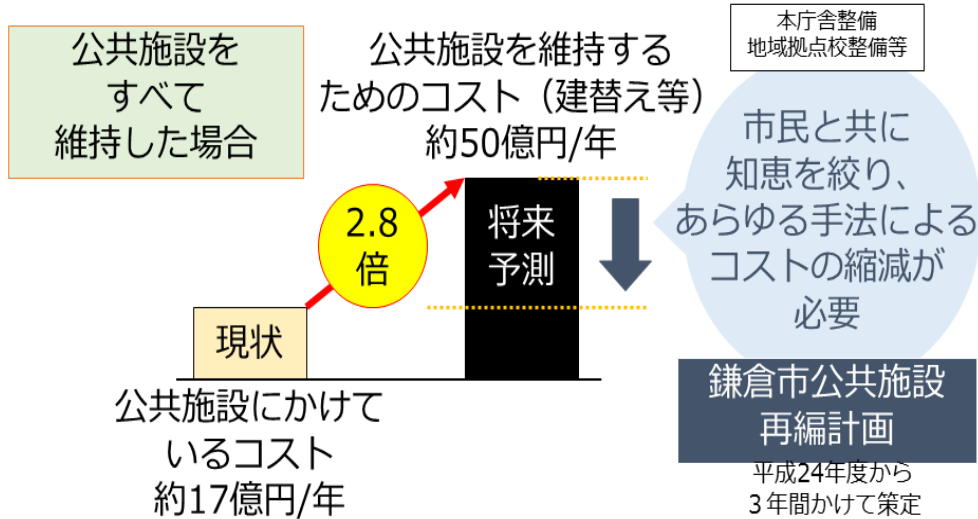 公共施設を
すべて
維持した場合
公共施設を維持する
ためのコスト（建替え等）
約50億円/年
2.8
倍
将来
予測
現状
公共施設にかけて
いるコスト
約17億円/年
本庁舎整備
地域拠点校整備等
市民と共に
知恵を絞り、
あらゆる手法による
コストの縮減が
必要
鎌倉市公共施設
再編計画
平成24年度から
３年間かけて策定